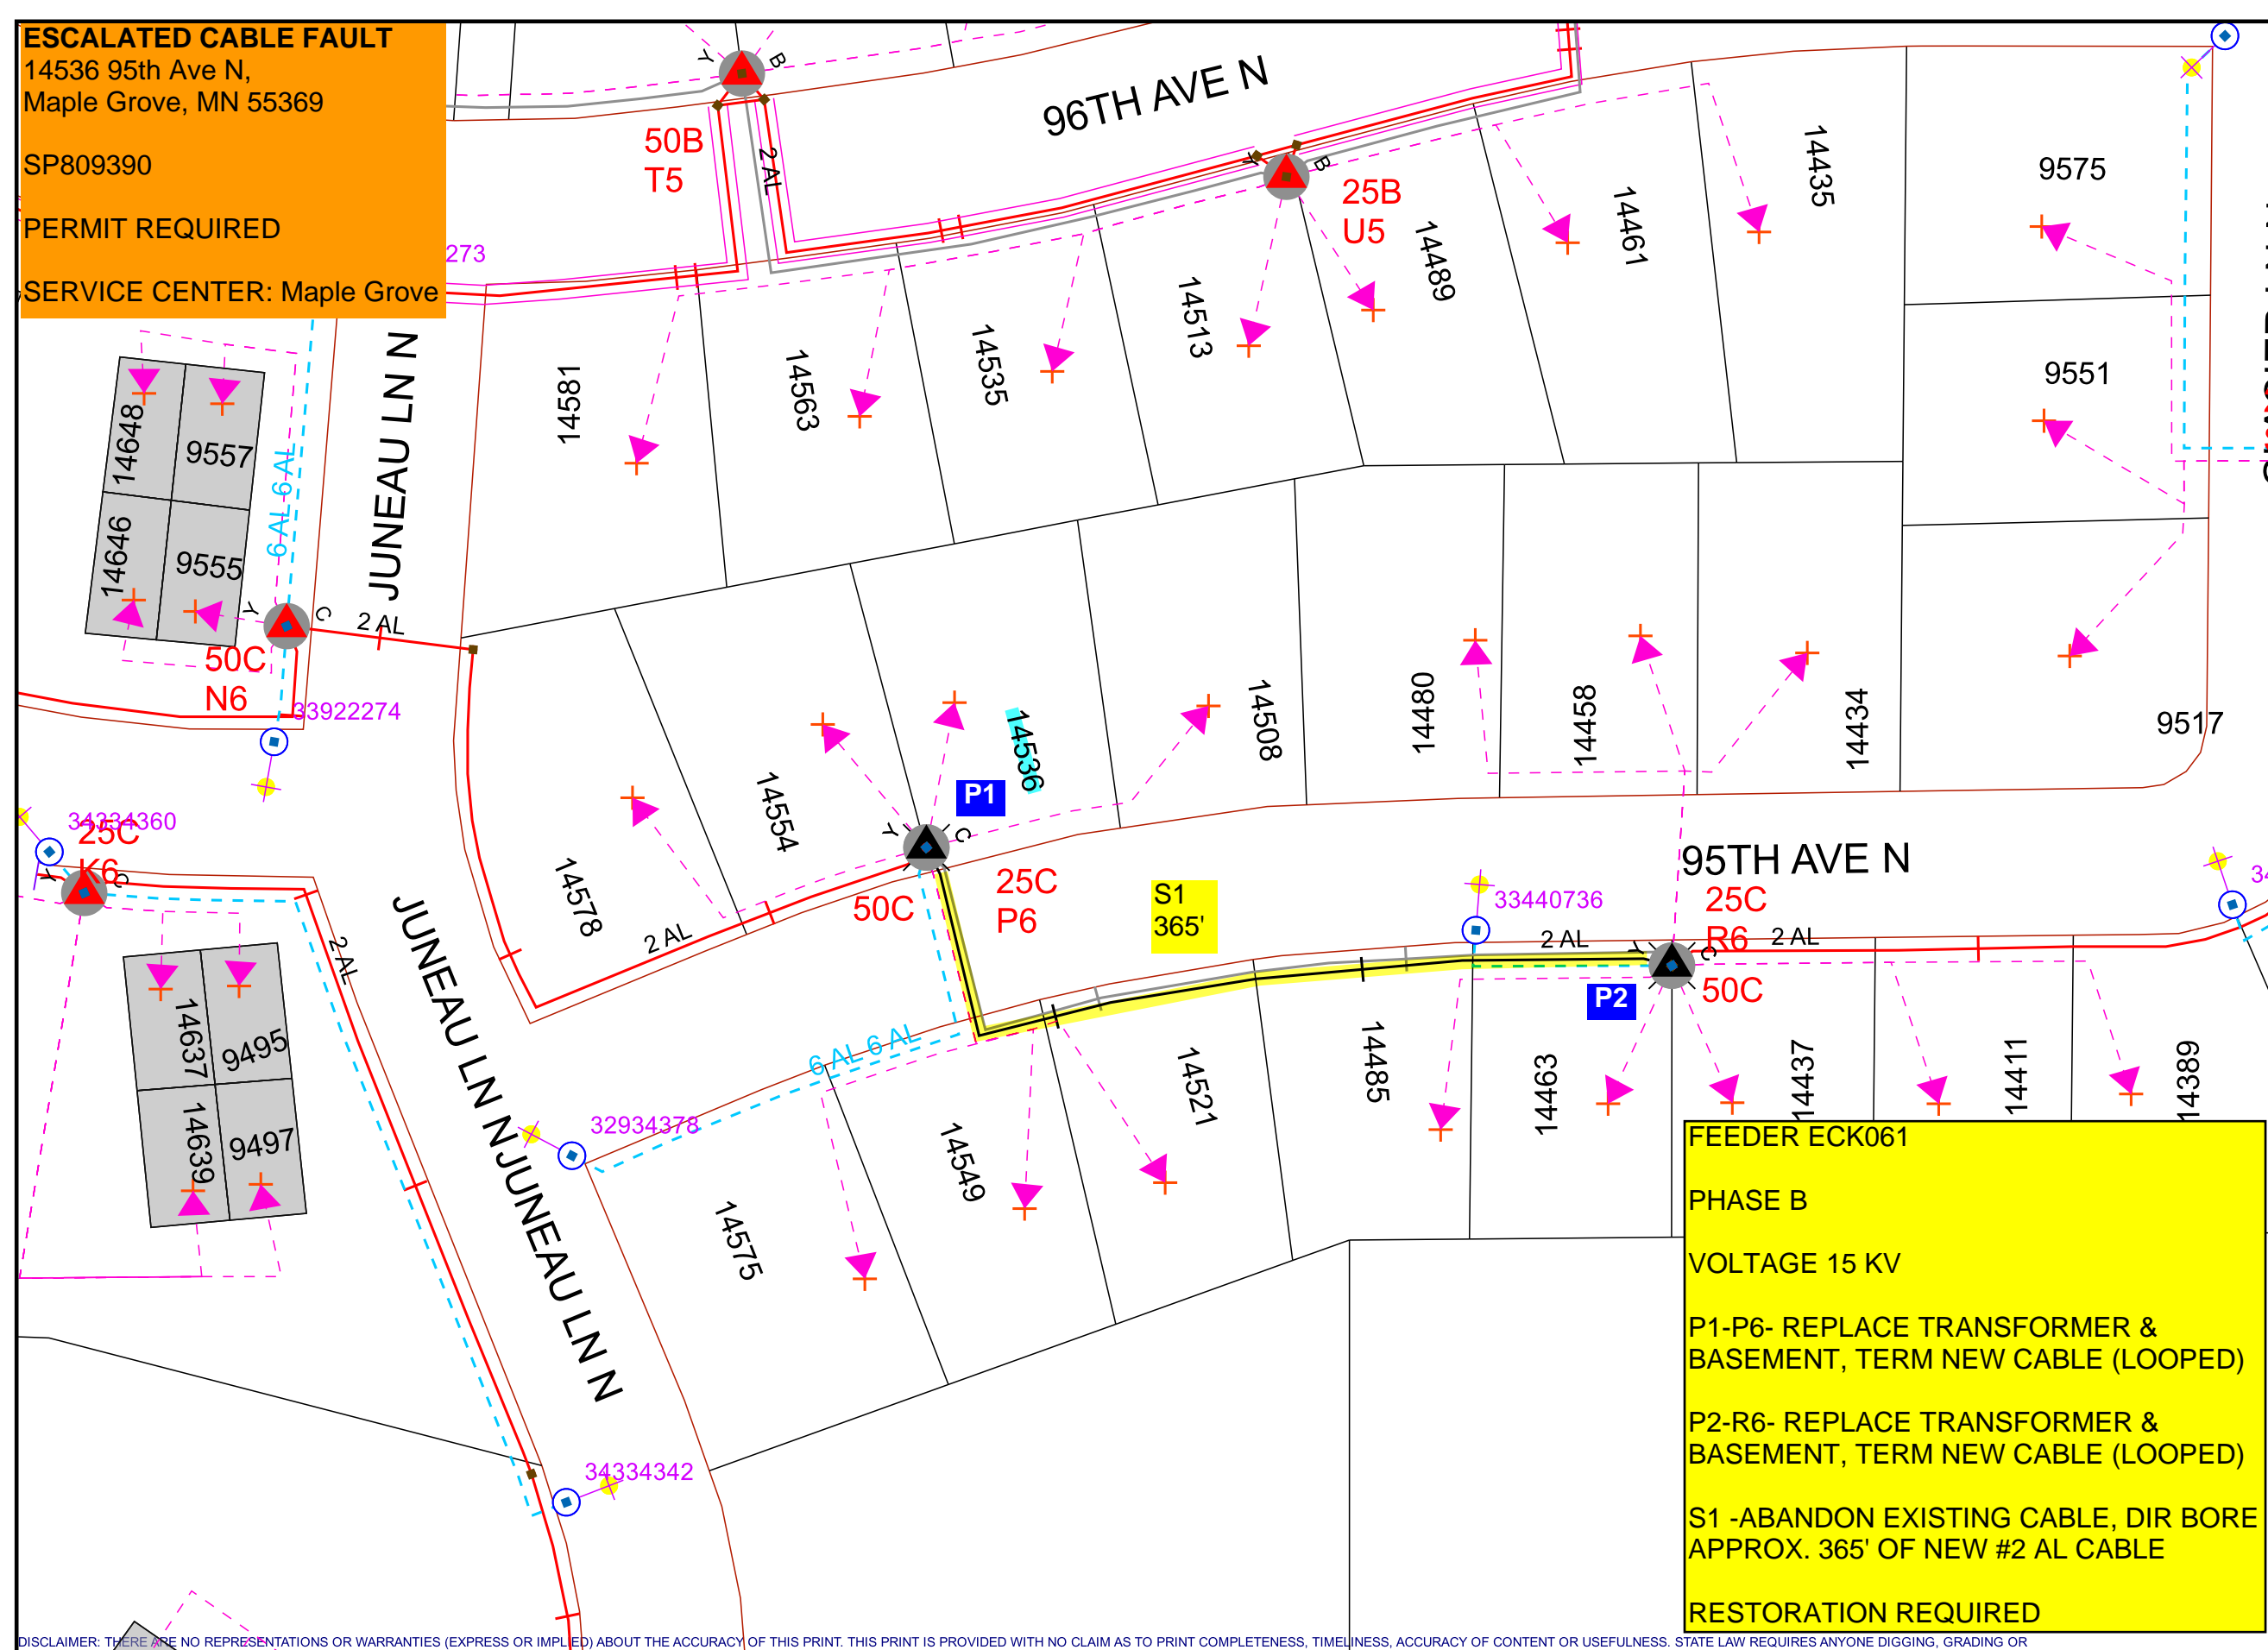 ESCALATED CABLE FAULT
14536 95th Ave N,
Maple Grove, MN 55369
SP809390
PERMIT REQUIRED
SERVICE CENTER: Maple Grove
Y
B
50B
T5
2 AL
96TH AVE N
Y
B
25B
U5
273
14435
14461
14489
14513
14535
14563
14581
9575
9551
9517
14648
9557
14646
9555
6 AL 6 AL
JUNEAU LN N
Y
C
2 AL
50C
N6
33922274
34334360
25C
K6
Y
C
14554
14578
14536
14508
14480
14458
14434
P1
Y
C
25C
P6
50C
2 AL
S1
365'
95TH AVE N
33440736
25C
R6
2 AL
Y
C
2 AL
50C
P2
34
2 AL
JUNEAU LN N
JUNEAU LN N
14637
9495
14639
9497
6 AL 6 AL
32934378
14575
14549
14521
14485
14463
14437
14411
14389
34334342
FEEDER ECK061
PHASE B
VOLTAGE 15 KV
P1-P6- REPLACE TRANSFORMER &
BASEMENT, TERM NEW CABLE (LOOPED)
P2-R6- REPLACE TRANSFORMER &
BASEMENT, TERM NEW CABLE (LOOPED)
S1 -ABANDON EXISTING CABLE, DIR BORE
APPROX. 365' OF NEW #2 AL CABLE
RESTORATION REQUIRED
DISCLAIMER: THERE ARE NO REPRESENTATIONS OR WARRANTIES (EXPRESS OR IMPLIED) ABOUT THE ACCURACY OF THIS PRINT. THIS PRINT IS PROVIDED WITH NO CLAIM AS TO PRINT COMPLETENESS, TIMELINESS, ACCURACY OF CONTENT OR USEFULNESS. STATE LAW REQUIRES ANYONE DIGGING, GRADING OR